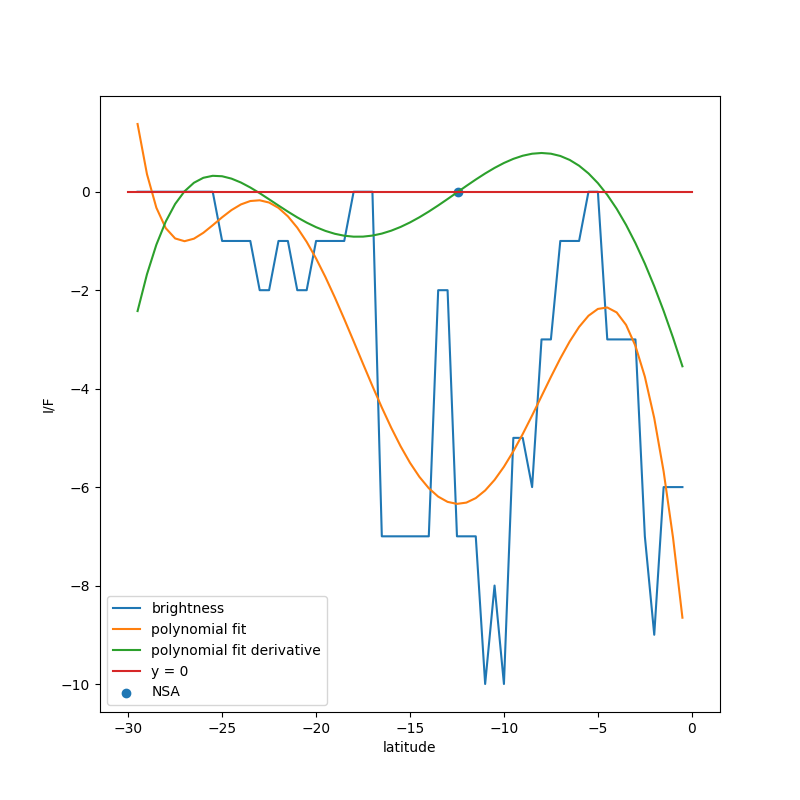 0
−2
−4
−6
−8
−10
I/F
brightness
polynomial fit
polynomial fit derivative
y = 0
NSA
−30 −25 −20 −15 −10 −5 0
latitude